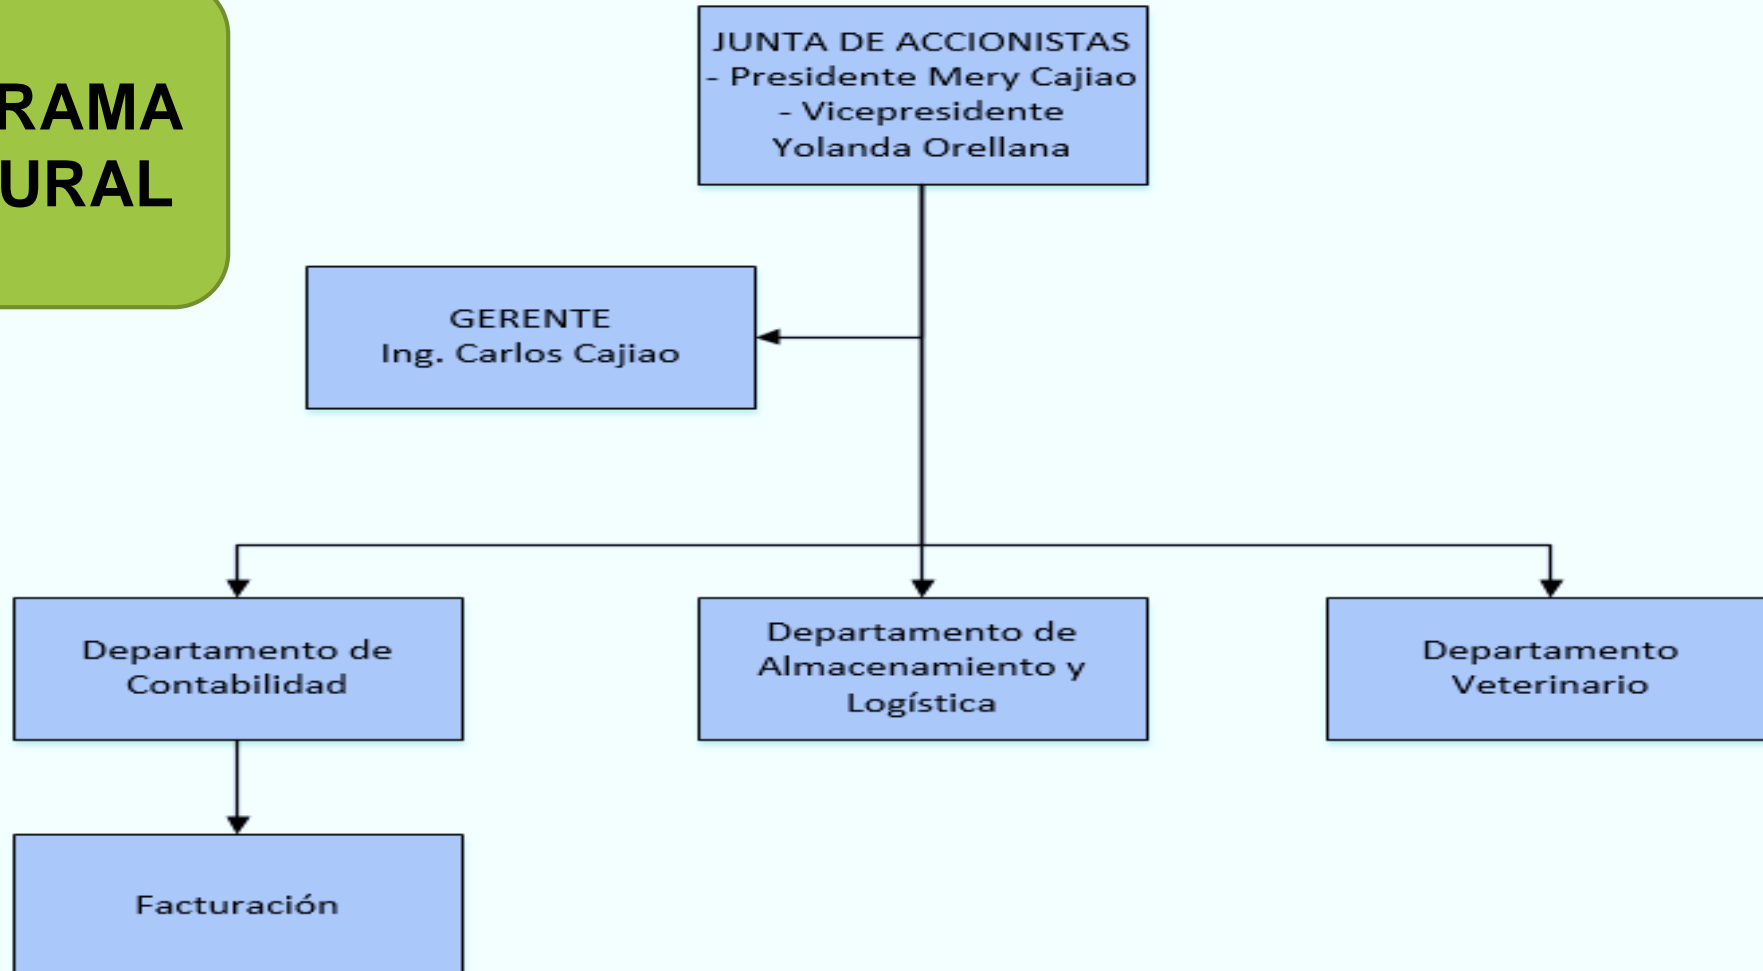 RAMA
URAL
JUNTA DE ACCIONISTAS
- Presidente Mery Cajiao
- Vicepresidente
Yolanda Orellana
GERENTE
Ing. Carlos Cajiao
Departamento de
Contabilidad
Departamento de
Almacenamiento y
Logística
Departamento
Veterinario
Facturación